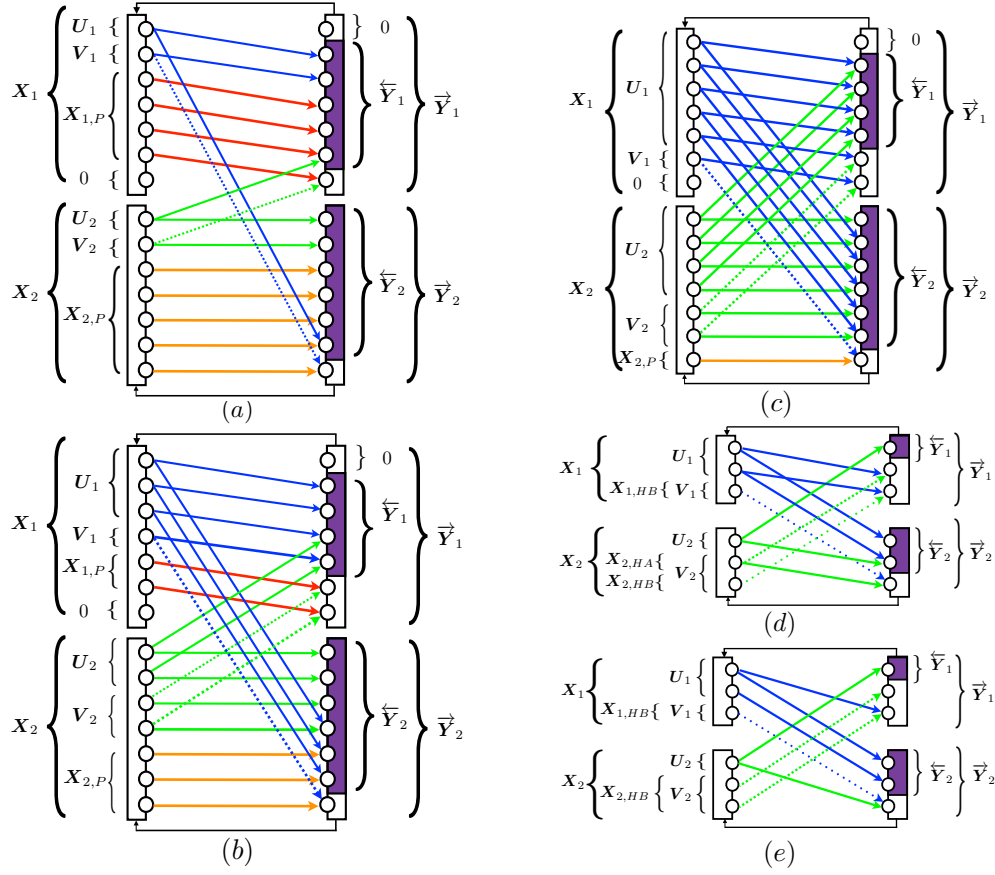 U₁ { } 0
V₁ {
X₁ X₁,P ←Y₁ →Y₁
0 {
U₂ {
V₂ {
X₂ X₂,P ←Y₂ →Y₂
(a)
} 0
U₁
X₁ V₁ { ←Y₁ →Y₁
X₁,P
0 {
U₂
X₂ V₂ ←Y₂ →Y₂
X₂,P
(b)
} 0
X₁ U₁ ←Y₁ →Y₁
V₁ {
0 {
U₂
X₂ V₂ ←Y₂ →Y₂
X₂,P {
(c)
U₁ } ←Y₁
X₁ X₁,HB { V₁ { →Y₁
U₂ {
X₂ X₂,HA { V₂ } ←Y₂ →Y₂
X₂,HB {
(d)
U₁ } ←Y₁
X₁ X₁,HB { V₁ { →Y₁
U₂ {
X₂ X₂,HB { V₂ { } ←Y₂ →Y₂
(e)